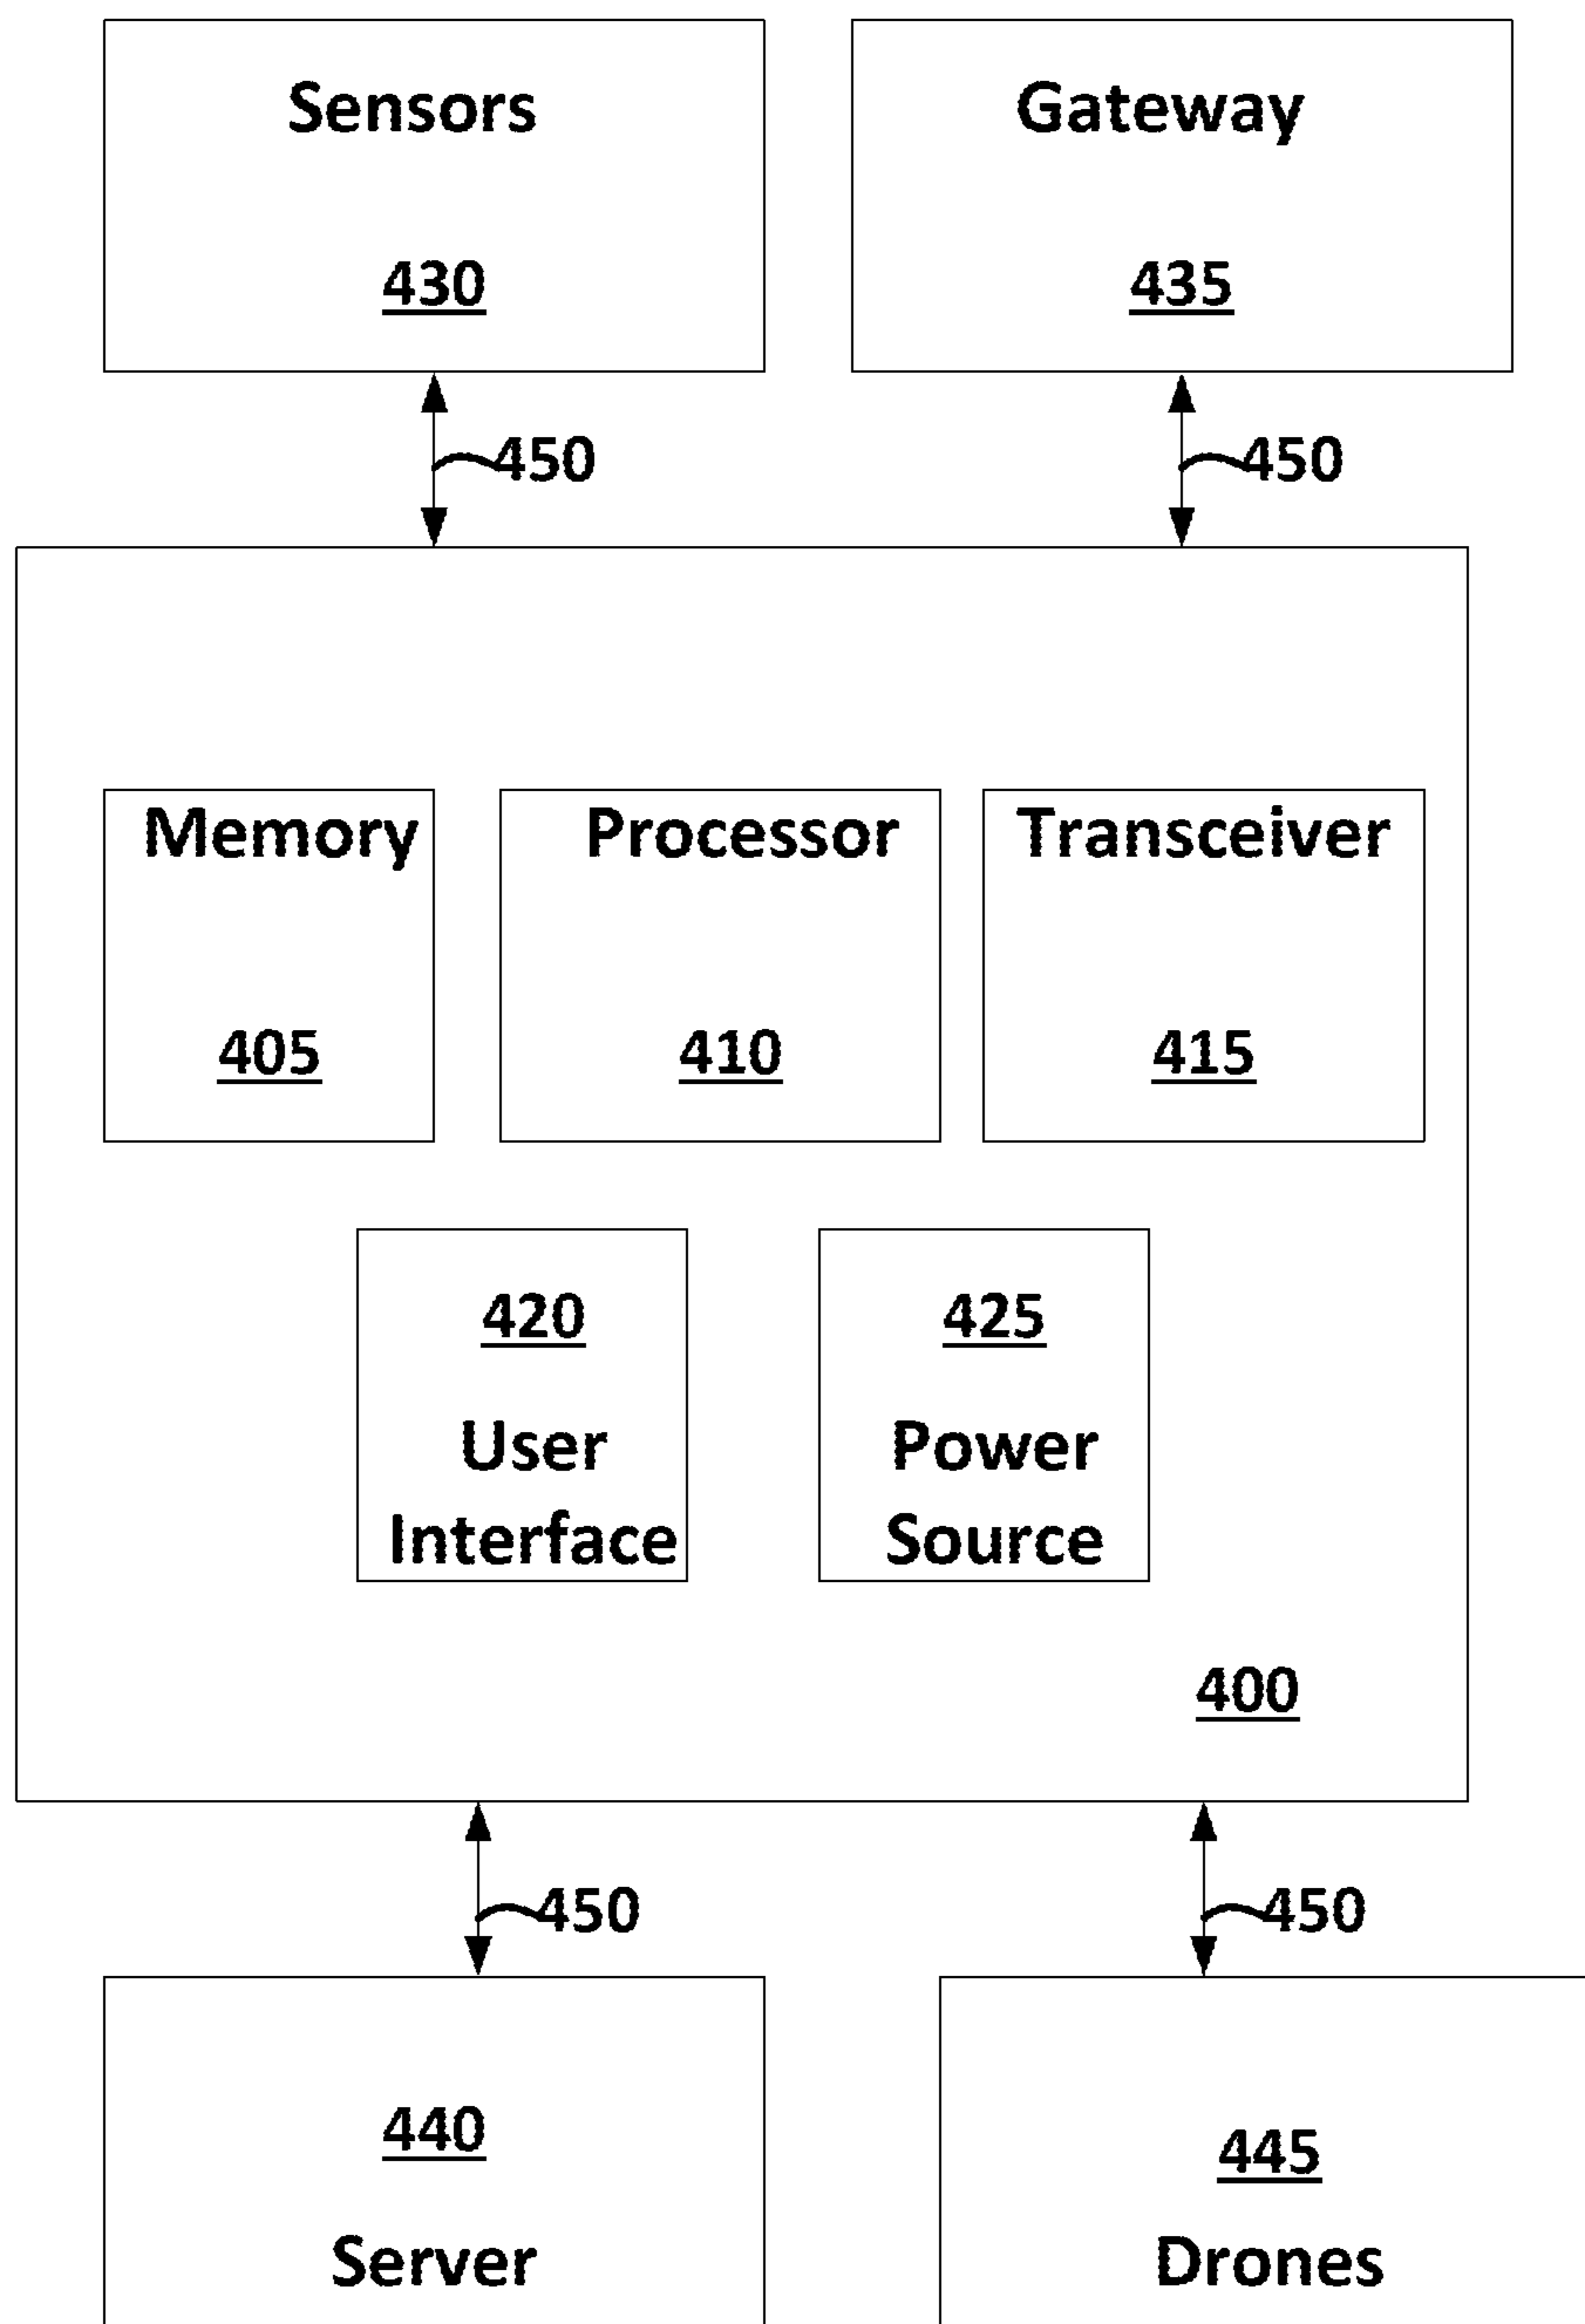 Sensors
430
Gateway
435
450
450
Memory
405
Processor
410
Transceiver
415
420
User
Interface
425
Power
Source
400
450
450
440
Server
445
Drones